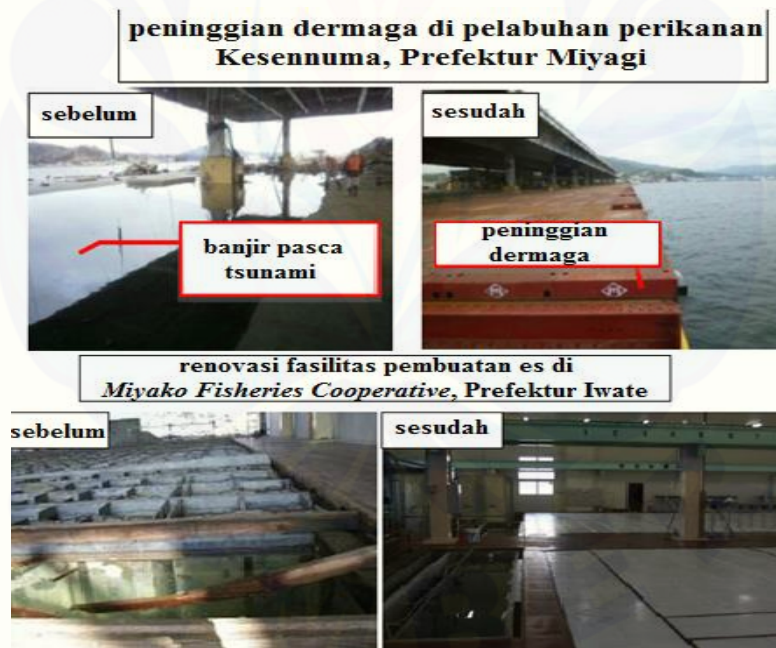 peninggian dermaga di pelabuhan perikanan
Kesennuma, Prefektur Miyagi
sebelum
sesudah
banjir pasca
tsunami
peninggian
dermaga
renovasi fasilitas pembuatan es di
Miyako Fisheries Cooperative, Prefektur Iwate
sebelum
sesudah